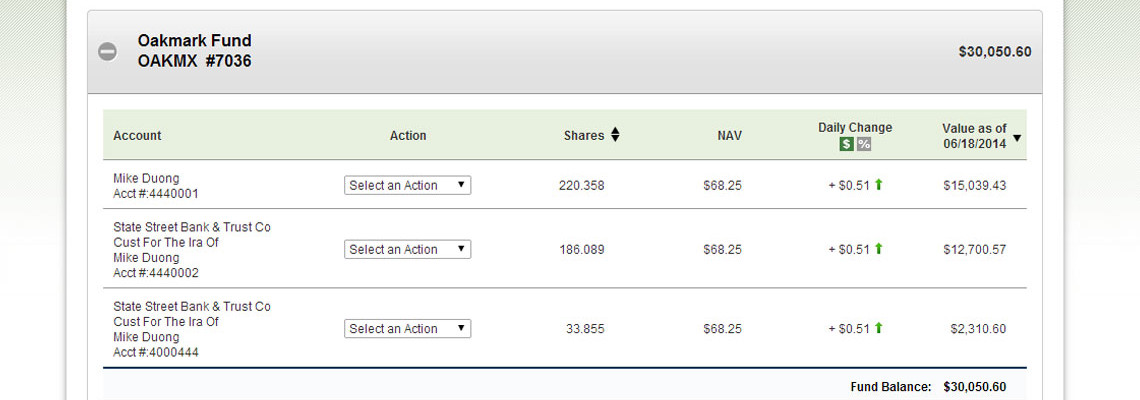 Oakmark Fund
OAKMX #7036
$30,050.60
Account Action Shares NAV Daily Change $ % Value as of 06/18/2014
Mike Duong
Acct #:4440001
Select an Action 220.358 $68.25 + $0.51 $15,039.43
State Street Bank & Trust Co
Cust For The Ira Of
Mike Duong
Acct #:4440002
Select an Action 186.089 $68.25 + $0.51 $12,700.57
State Street Bank & Trust Co
Cust For The Ira Of
Mike Duong
Acct #:4000444
Select an Action 33.855 $68.25 + $0.51 $2,310.60
Fund Balance: $30,050.60